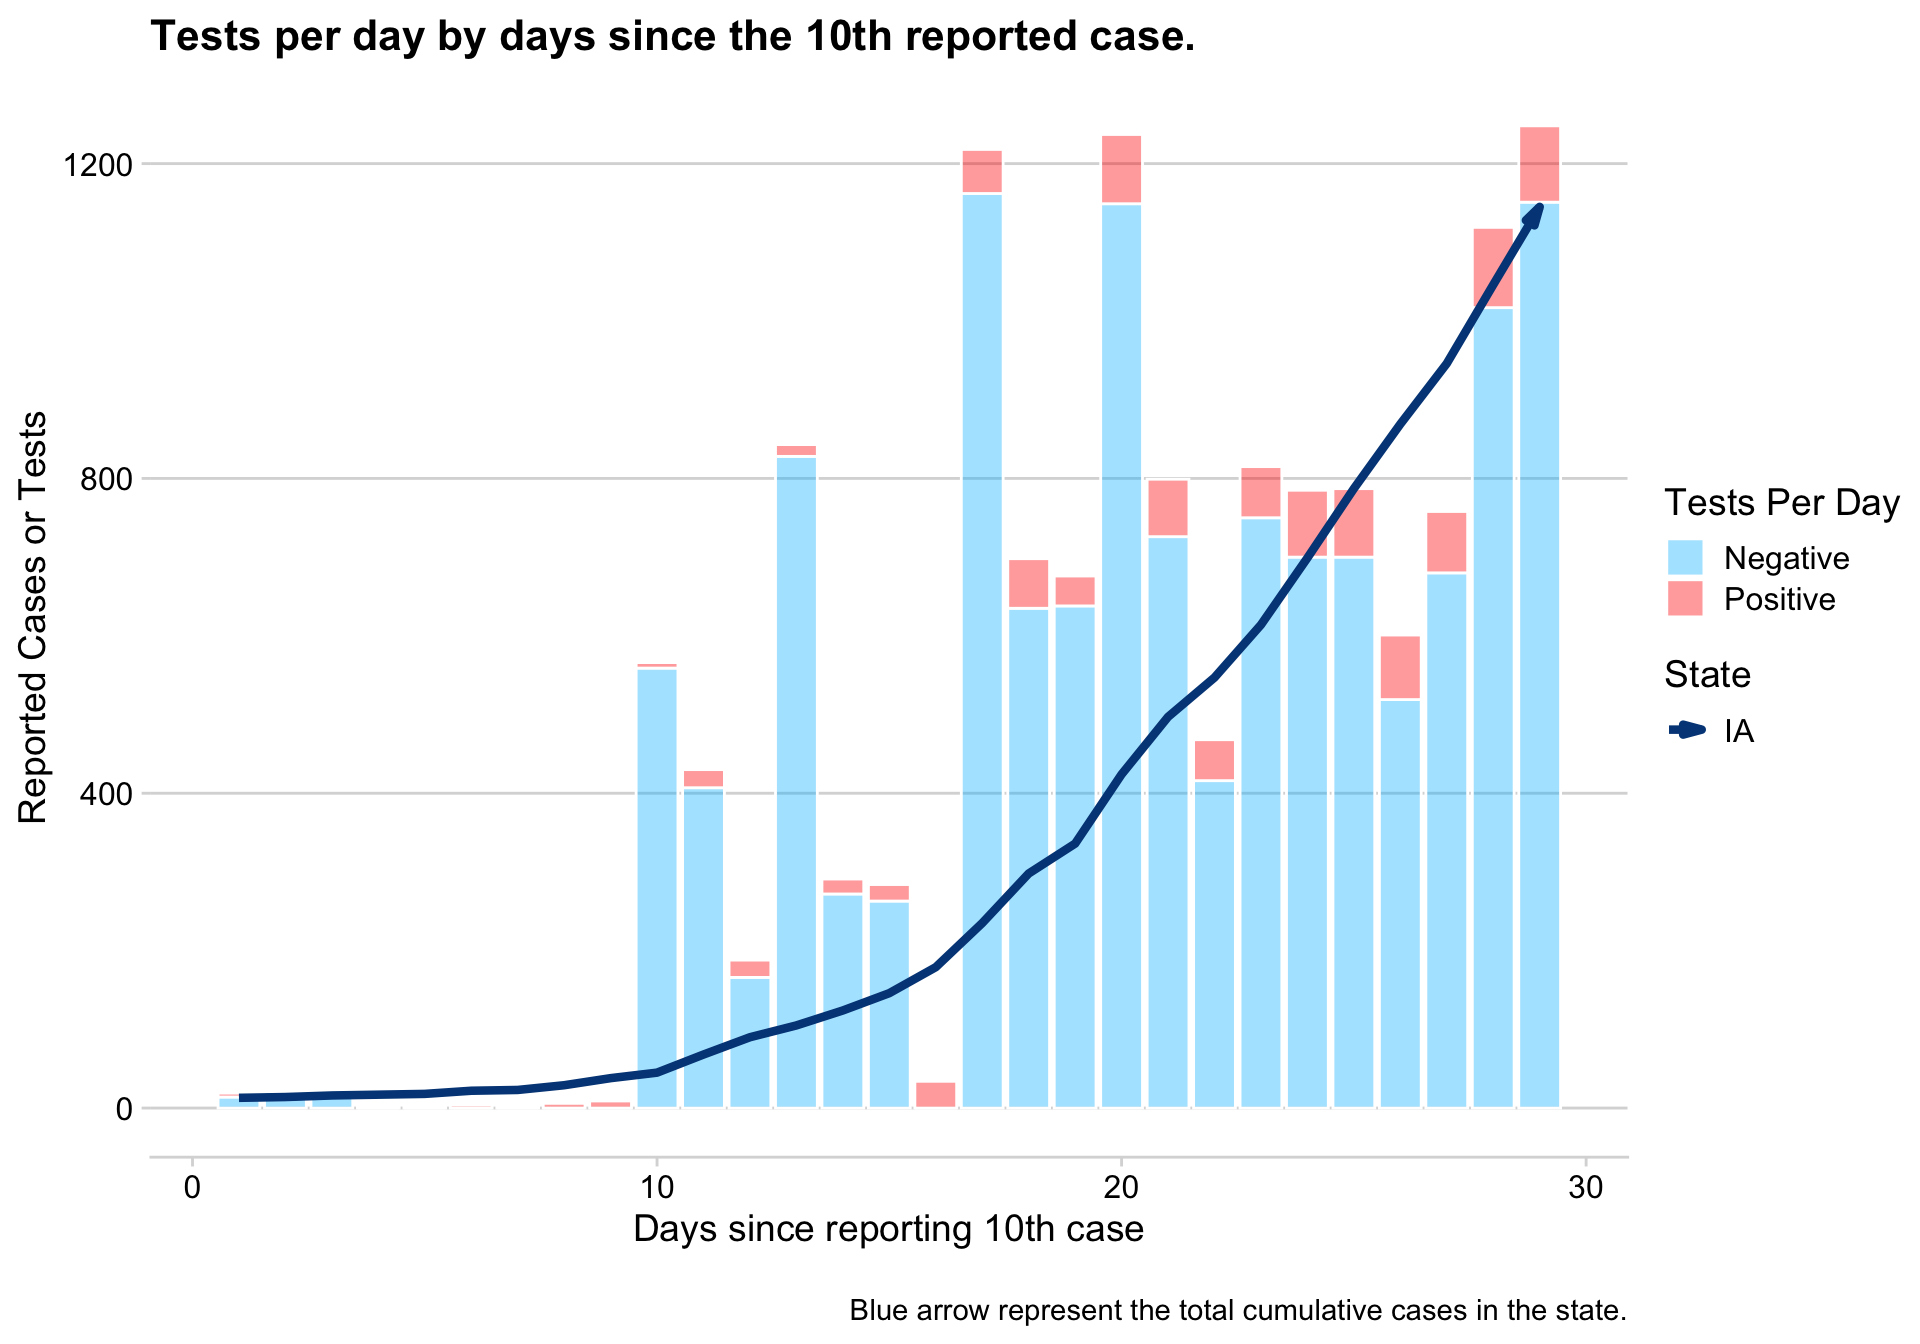 Tests per day by days since the 10th reported case.
Reported Cases or Tests
1200
800
400
0
0 10 20 30
Days since reporting 10th case
Tests Per Day
Negative
Positive
State
IA
Blue arrow represent the total cumulative cases in the state.